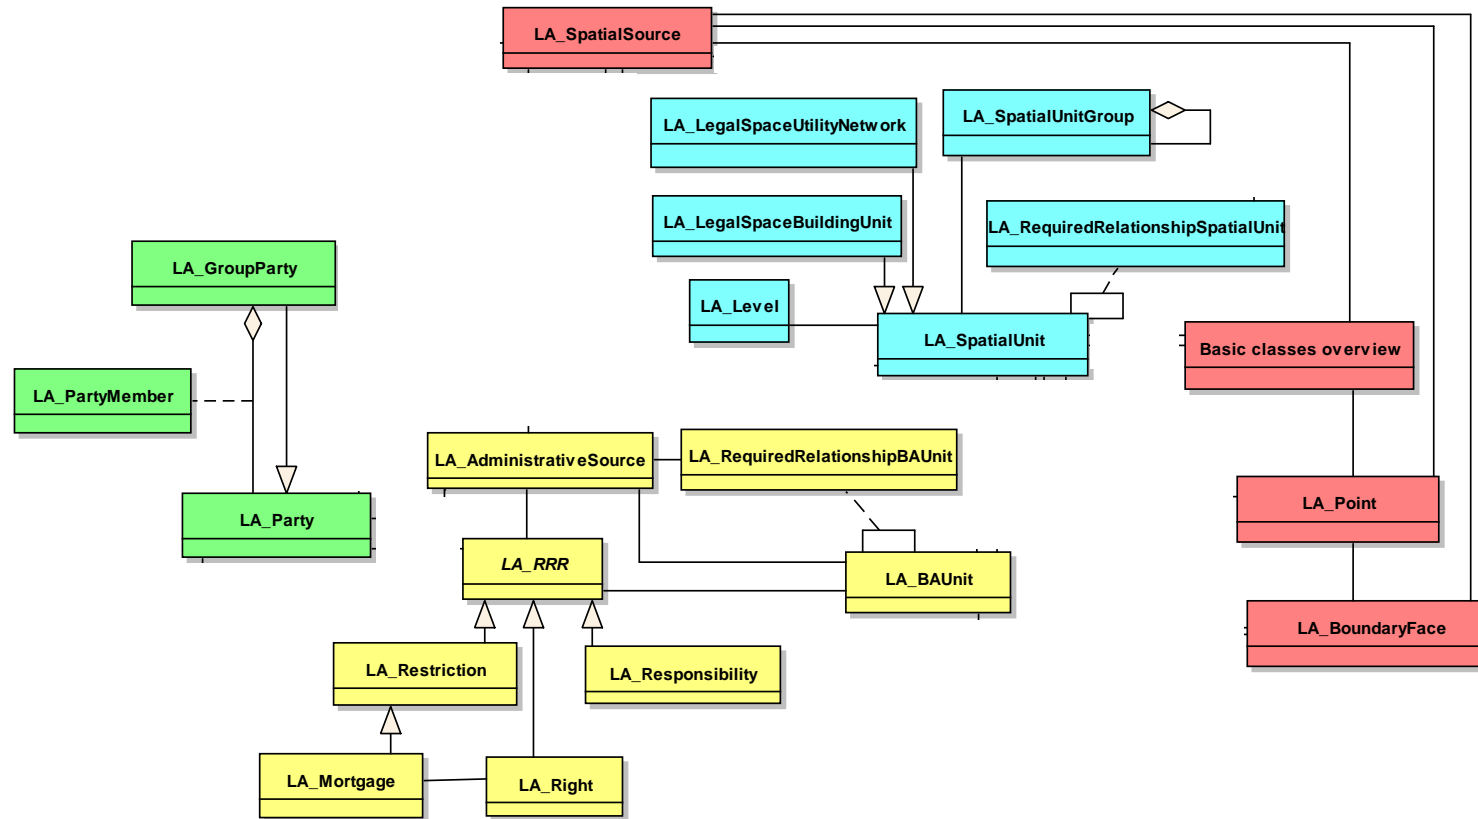 LA_SpatialSource
LA_LegalSpaceUtilityNetwork
LA_SpatialUnitGroup
LA_LegalSpaceBuildingUnit
LA_RequiredRelationshipSpatialUnit
LA_GroupParty
LA_Level
LA_SpatialUnit
Basic classes overview
LA_PartyMember
LA_AdministrativeSource
LA_RequiredRelationshipBAUnit
LA_Party
LA_Point
LA_RRR
LA_BAUnit
LA_BoundaryFace
LA_Restriction
LA_Responsibility
LA_Mortgage
LA_Right